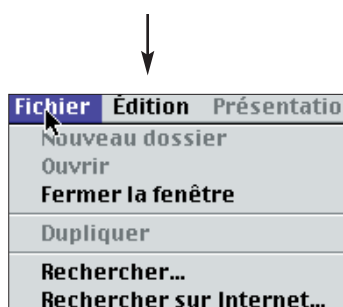 Fichier Édition Présentatio
Nouveau dossier
Ouvrir
Fermer la fenêtre
Dupliquer
Rechercher...
Rechercher sur Internet...